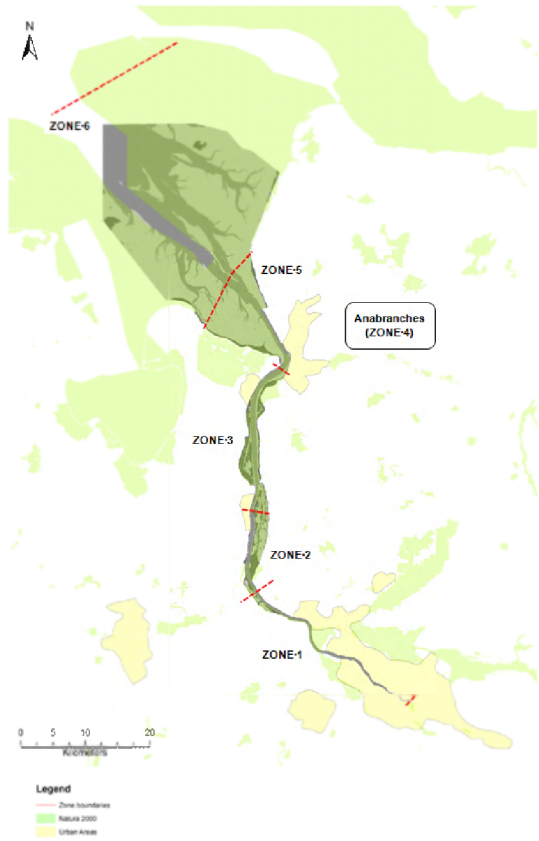 N
ZONE-6
ZONE-5
Anabranches
(ZONE-4)
ZONE-3
ZONE-2
ZONE-1
0 5 10 20
Kilometers
Legend
Zone boundaries
Natura 2000
Urban Areas